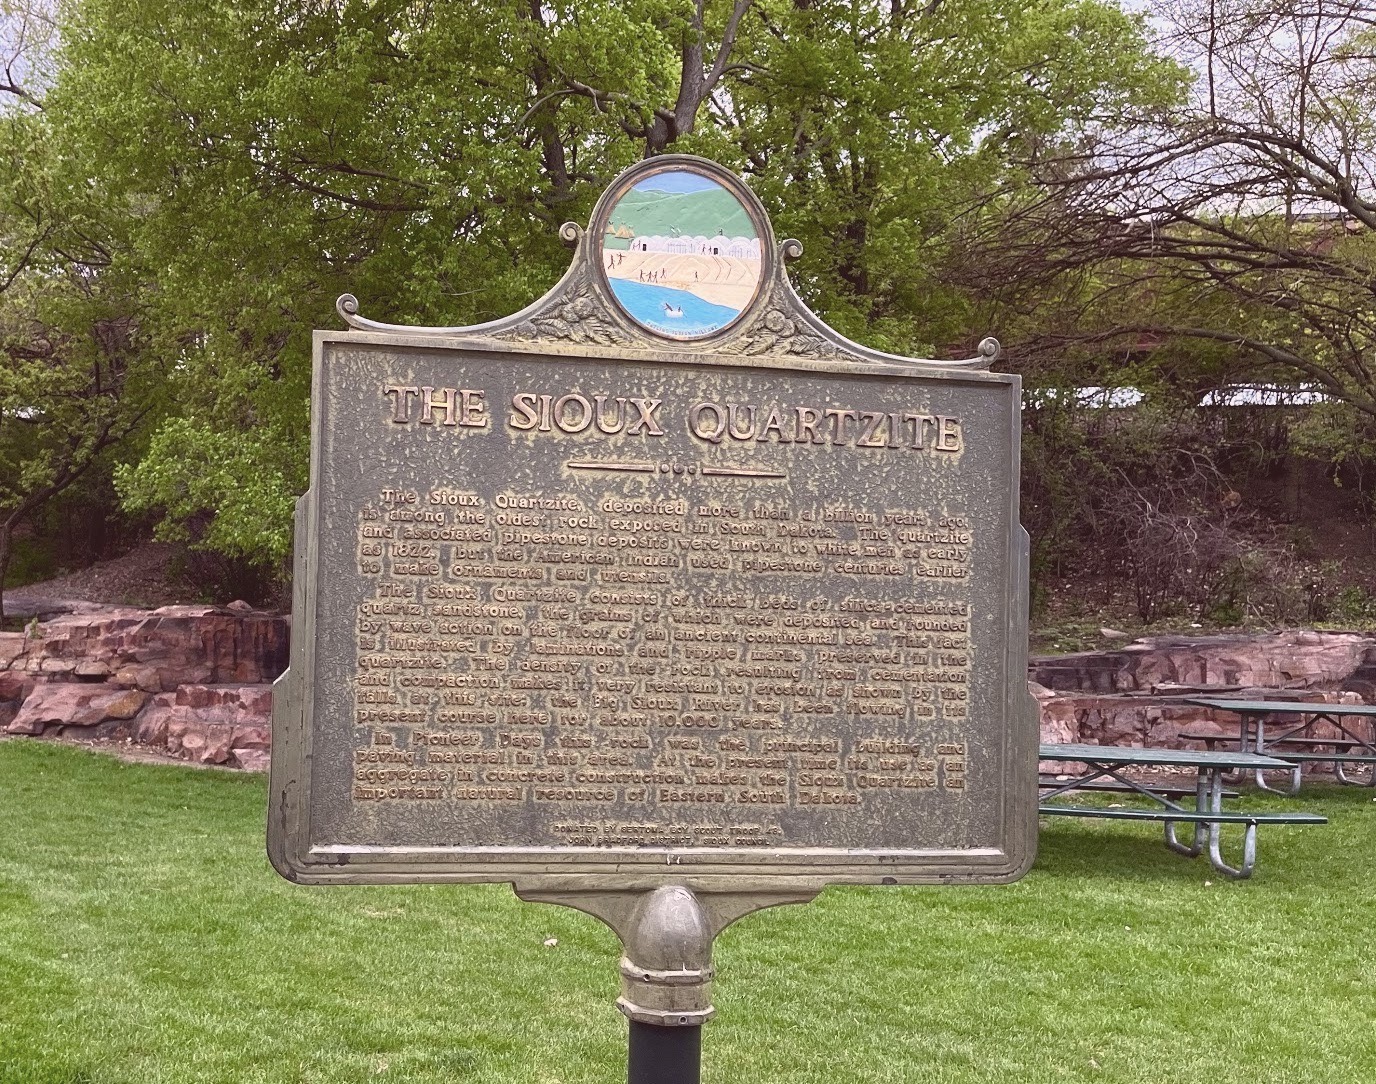 THE SIOUX QUARTZITE
The Sioux Quartzite, deposited more than a billion years ago,
is among the oldest rock exposed in South Dakota. The quartzite
and associated pipestone deposits were known to white men as early
as 1822, but the American Indian used pipestone centuries earlier
to make ornaments and utensils.
The Sioux Quartzite consists of thick beds of silica-cemented
quartz sandstone, the grains of which were deposited and rounded
by wave action on the floor of an ancient continental sea. This fact
is illustrated by laminations and ripple marks preserved in the
quartzite. The density of the rock resulting from cementation
and compaction makes it very resistant to erosion as shown by the
falls at this site; the Big Sioux River has been flowing in its
present course here for about 10,000 years.
In Pioneer Days this rock was the principal building and
paving material in this area. At the present time its use as an
aggregate in concrete construction makes the Sioux Quartzite an
important natural resource of Eastern South Dakota.
DONATED BY SERTOMA BOY SCOUT TROOP
DISTRICT, SIOUX COUNCIL